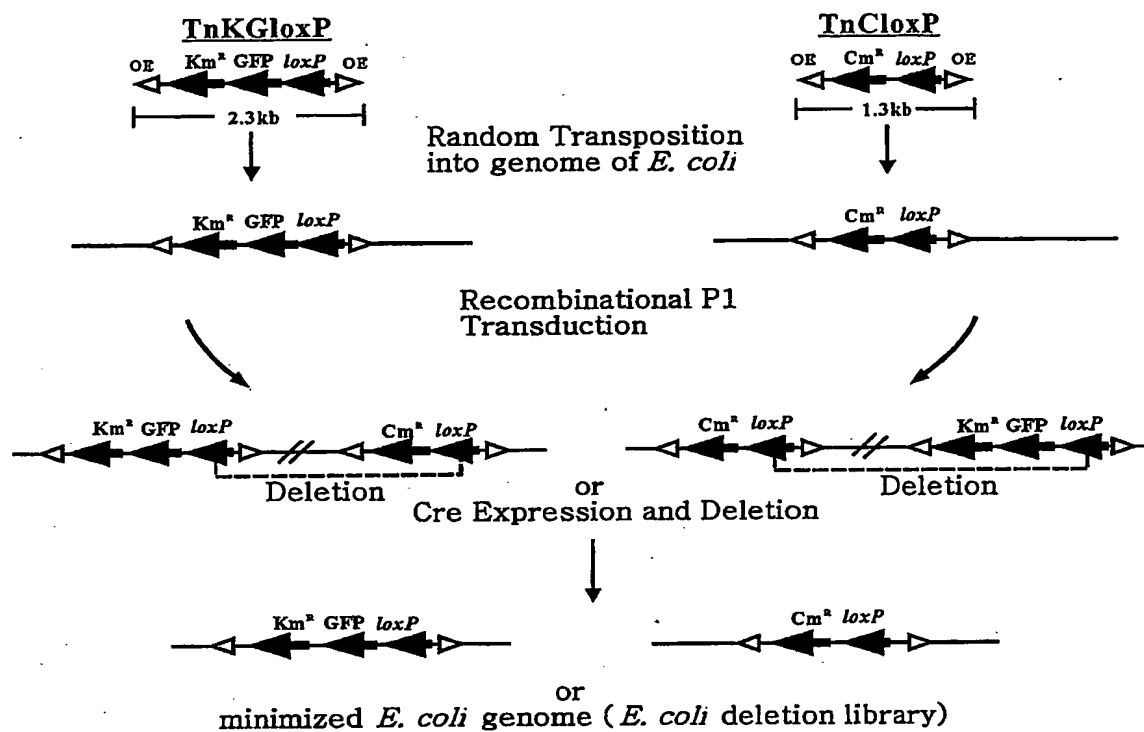 TnKGloxP
TnCloxP
OE Km^R GFP loxP OE
OE Cm^R loxP OE
2.3kb
1.3kb
Random Transposition
into genome of E. coli
Km^R GFP loxP
Cm^R loxP
Recombinational P1
Transduction
Km^R GFP loxP Cm^R loxP
Cm^R loxP Km^R GFP loxP
Deletion
Deletion
or
Cre Expression and Deletion
Km^R GFP loxP
Cm^R loxP
or
minimized E. coli genome ( E. coli deletion library)